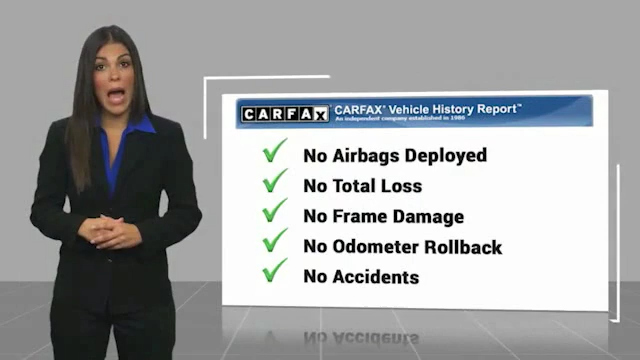 CARFAX CARFAX® Vehicle History Report™
An independent company established in 1986
No Airbags Deployed
No Total Loss
No Frame Damage
No Odometer Rollback
No Accidents